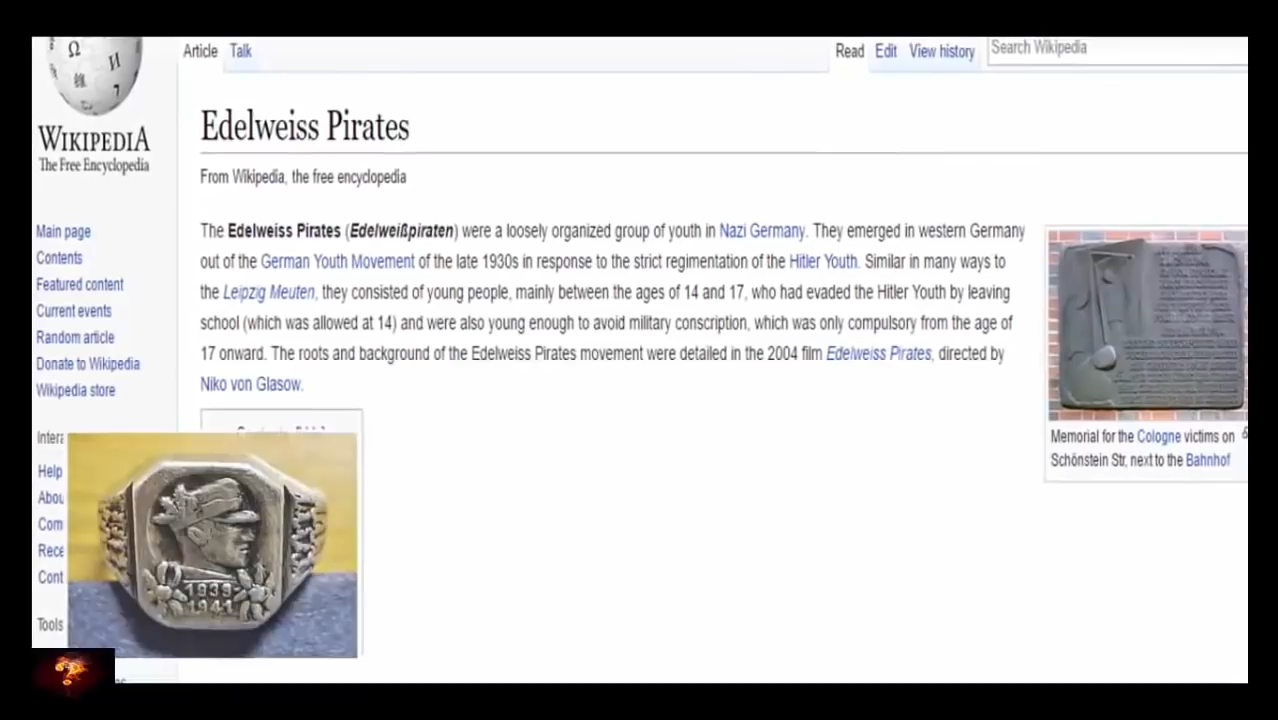 Article
Talk
Read
Edit
View history
Search Wikipedia
WIKIPEDIA
The Free Encyclopedia
Edelweiss Pirates
From Wikipedia, the free encyclopedia
The Edelweiss Pirates (Edelweißpiraten) were a loosely organized group of youth in Nazi Germany. They emerged in western Germany
out of the German Youth Movement of the late 1930s in response to the strict regimentation of the Hitler Youth. Similar in many ways to
the Leipzig Meuten, they consisted of young people, mainly between the ages of 14 and 17, who had evaded the Hitler Youth by leaving
school (which was allowed at 14) and were also young enough to avoid military conscription, which was only compulsory from the age of
17 onward. The roots and background of the Edelweiss Pirates movement were detailed in the 2004 film Edelweiss Pirates, directed by
Niko von Glasow.
Main page
Contents
Featured content
Current events
Random article
Donate to Wikipedia
Wikipedia store
Help
Abou
Com
Rece
Cont
Tools
1939
1941
Memorial for the Cologne victims on
Schönstein Str, next to the Bahnhof